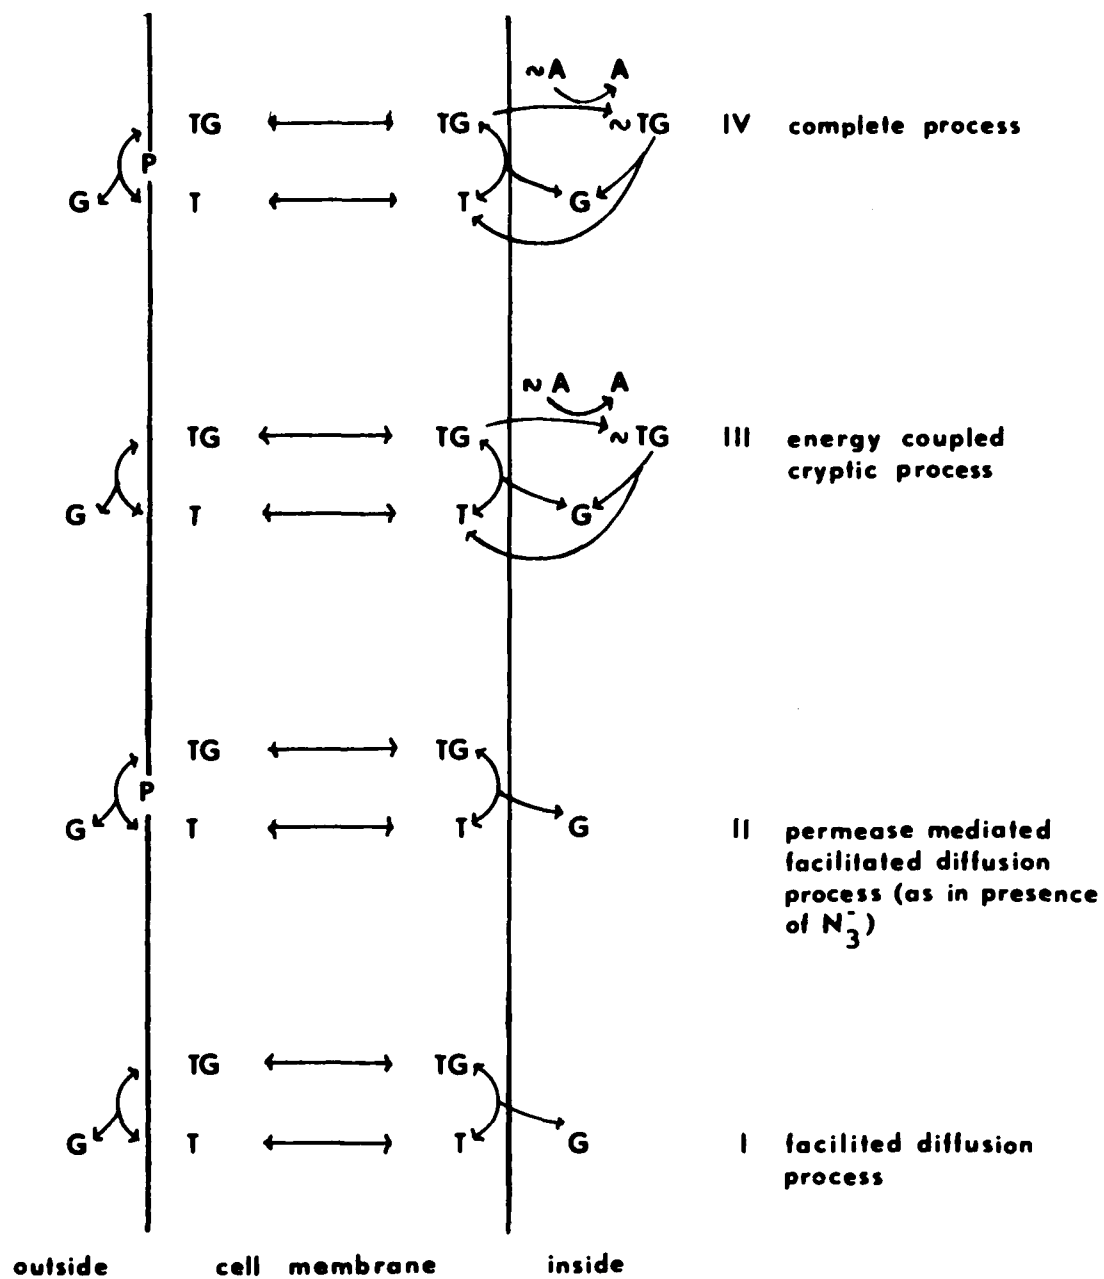 ~A A
TG TG ~TG IV complete process
P
G T T G
~A A
TG TG ~TG III energy coupled
cryptic process
G T T G
TG TG
P
G T T G II permease mediated
facilitated diffusion
process (as in presence
of N₃⁻)
TG TG
G T T G I facilited diffusion
process
outside cell membrane inside